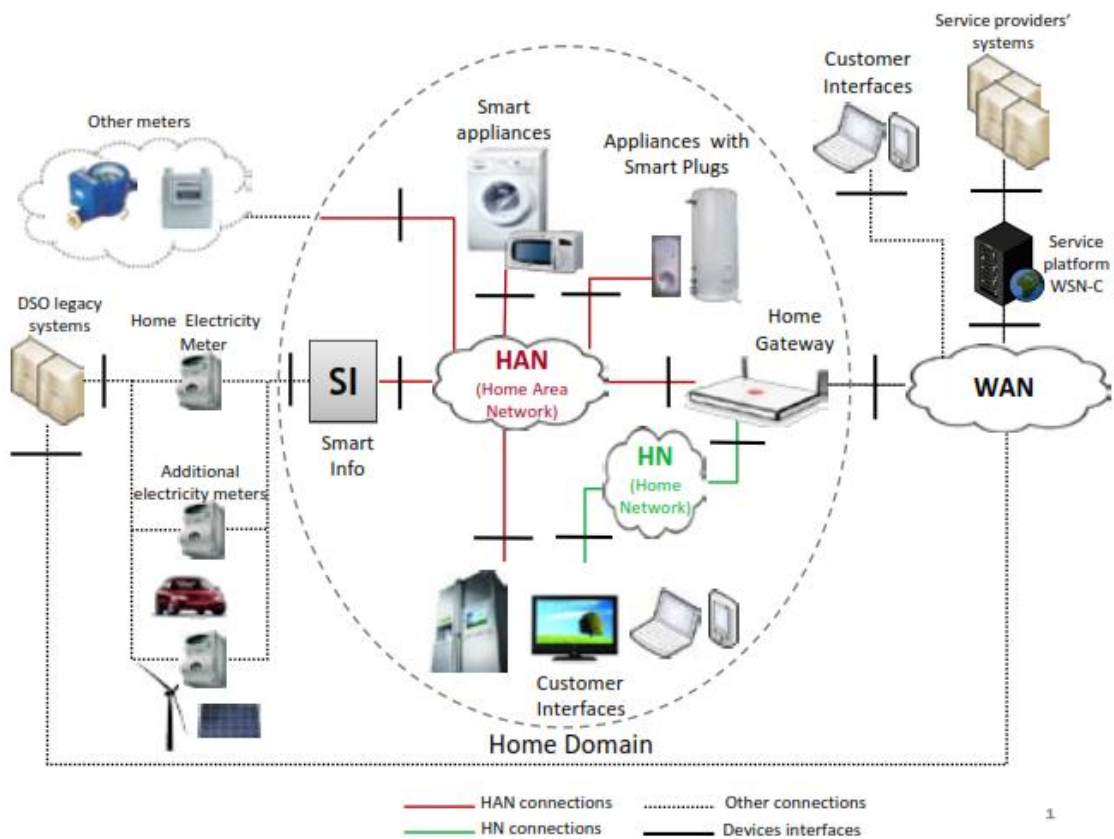 Service providers'
systems
Customer
Interfaces
Other meters
Smart
appliances
Appliances with
Smart Plugs
Service
platform
WSN-C
DSO legacy
systems
Home Electricity
Meter
Home
Gateway
SI
HAN
(Home Area
Network)
WAN
Smart
Info
HN
(Home
Network)
Additional
electricity meters
Customer
Interfaces
Home Domain
HAN connections
Other connections
HN connections
Devices interfaces
1